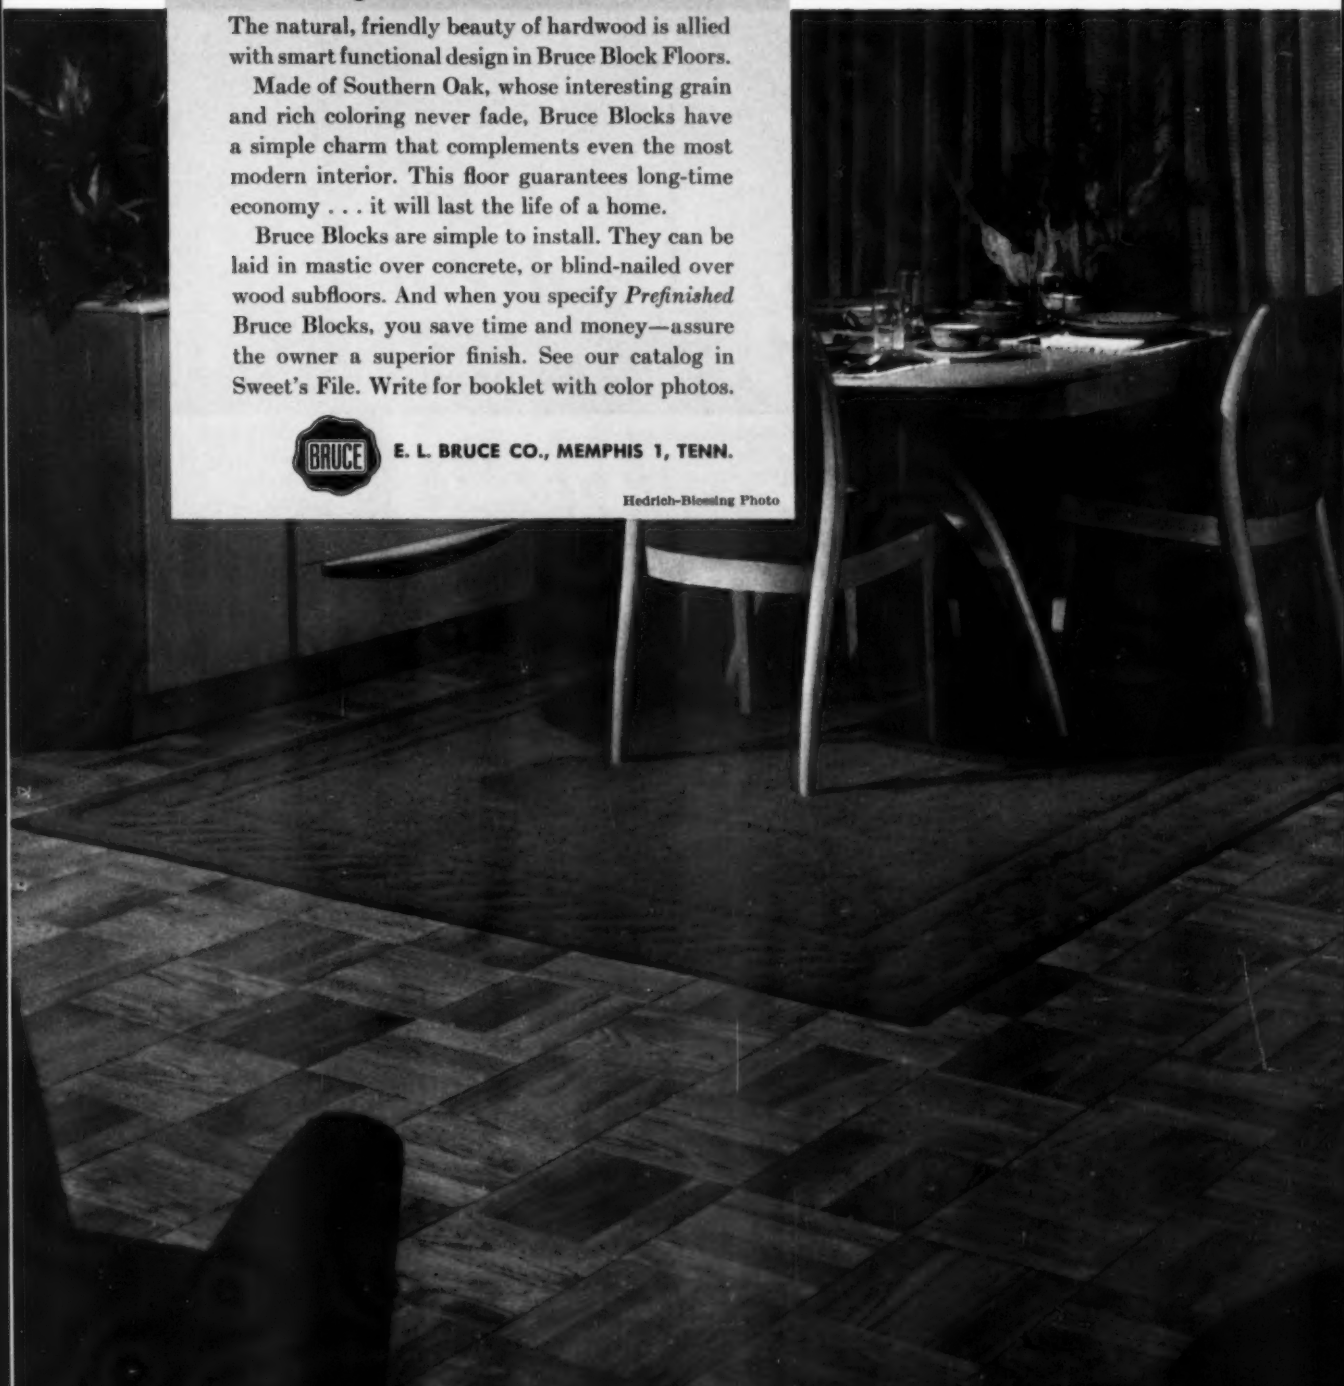 The natural, friendly beauty of hardwood is allied
with smart functional design in Bruce Block Floors.
Made of Southern Oak, whose interesting grain
and rich coloring never fade, Bruce Blocks have
a simple charm that complements even the most
modern interior. This floor guarantees long-time
economy . . . it will last the life of a home.
Bruce Blocks are simple to install. They can be
laid in mastic over concrete, or blind-nailed over
wood subfloors. And when you specify Prefinished
Bruce Blocks, you save time and money—assure
the owner a superior finish. See our catalog in
Sweet's File. Write for booklet with color photos.
BRUCE
E. L. BRUCE CO., MEMPHIS 1, TENN.
Hedrich-Blessing Photo